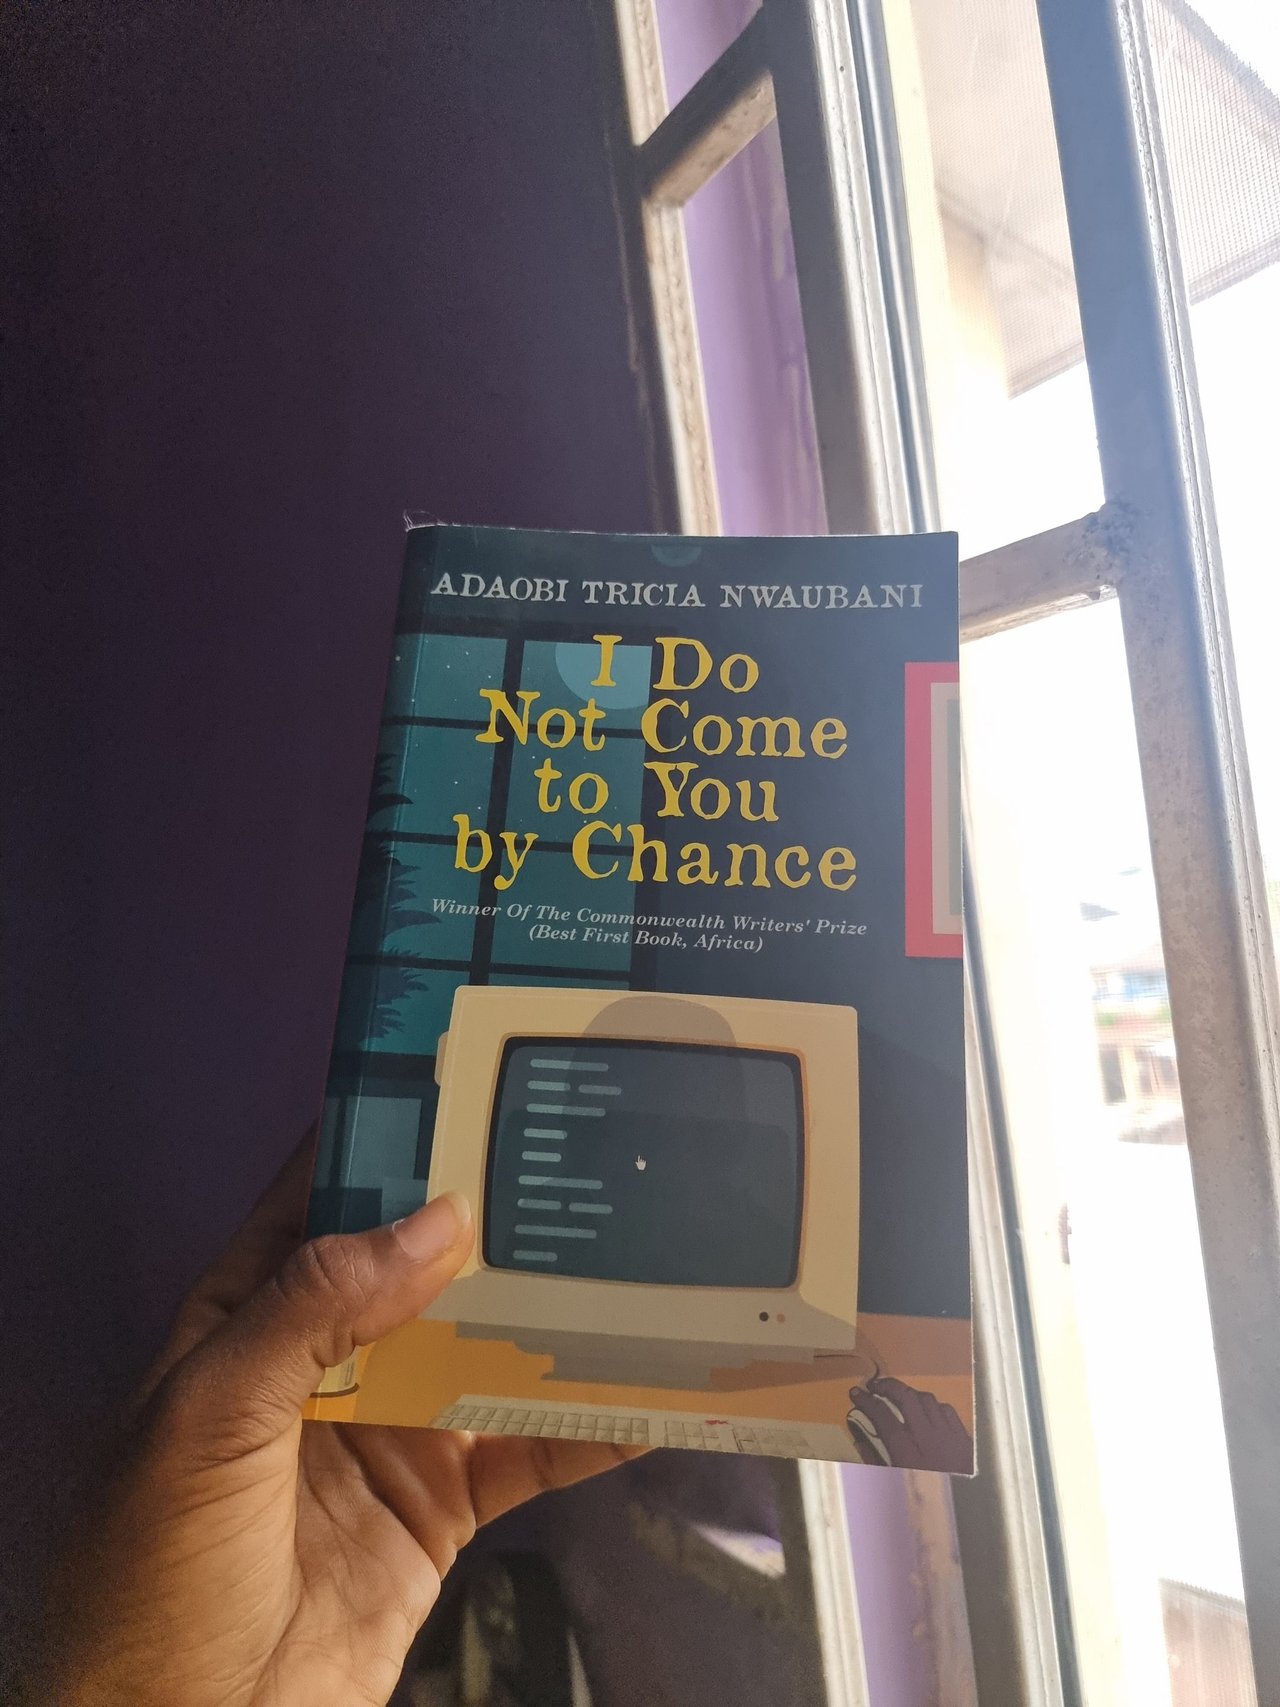 ADAOBI TRICIA NWAUBANI
I Do
Not Come
to You
by Chance
Winner Of The Commonwealth Writers' Prize
(Best First Book, Africa)